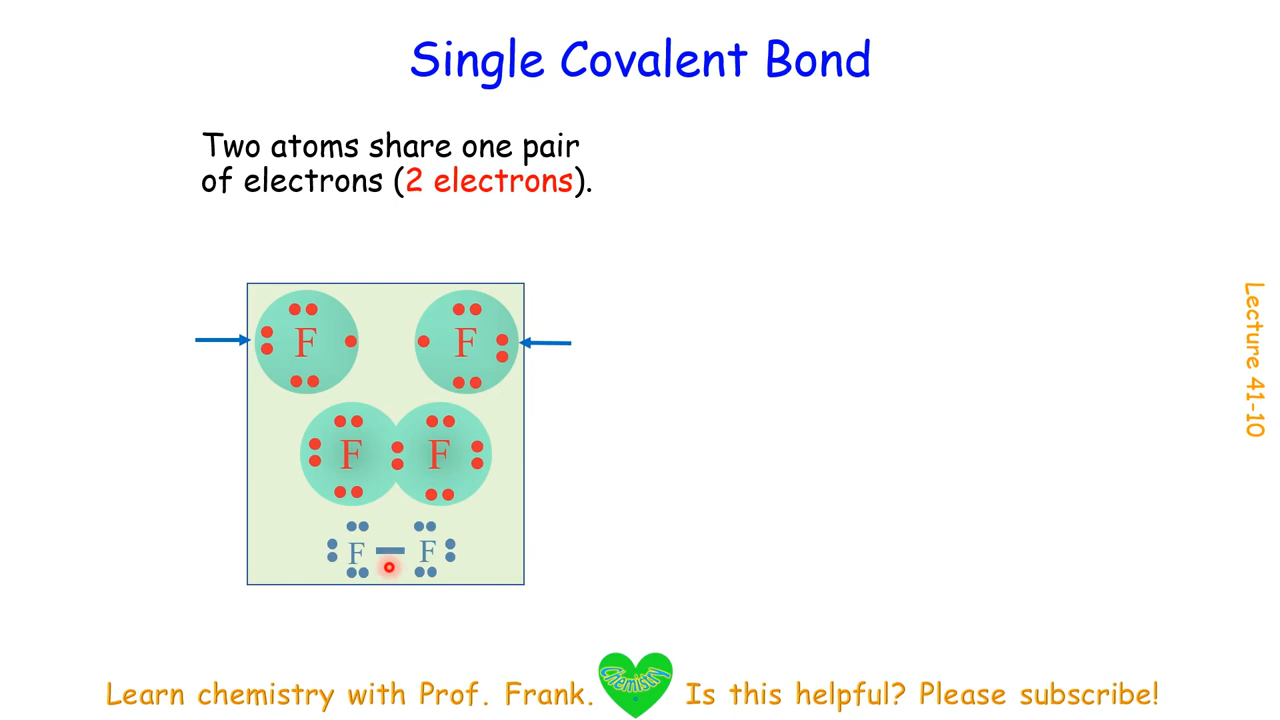 Single Covalent Bond
Two atoms share one pair
of electrons (2 electrons).
F F
F F
F F
Lecture 41-10
Learn chemistry with Prof. Frank. Chemistry Is this helpful? Please subscribe!